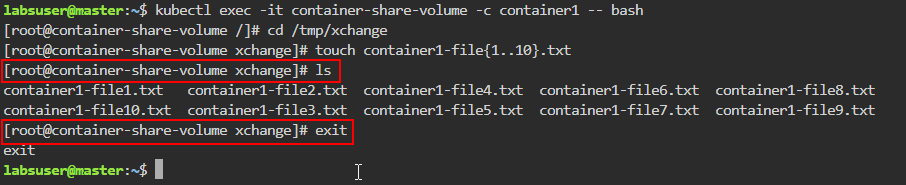 labsuser@master:~$ kubectl exec -it container-share-volume -c container1 -- bash
[root@container-share-volume /]# cd /tmp/xchange
[root@container-share-volume xchange]# touch container1-file{1..10}.txt
[root@container-share-volume xchange]# ls
container1-file1.txt   container1-file2.txt  container1-file4.txt  container1-file6.txt  container1-file8.txt
container1-file10.txt  container1-file3.txt  container1-file5.txt  container1-file7.txt  container1-file9.txt
[root@container-share-volume xchange]# exit
exit
labsuser@master:~$